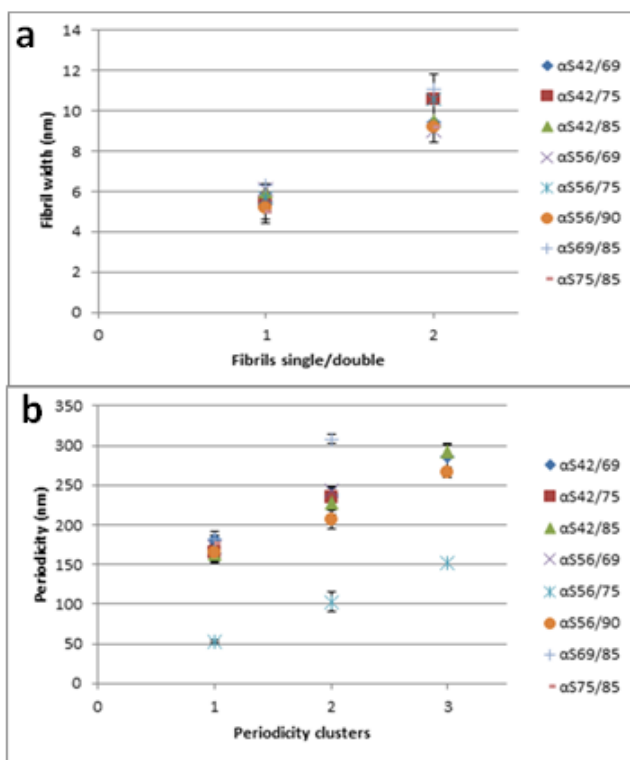 a
14
12
10
8
6
4
2
0
Fibril width (nm)
0 1 2
Fibrils single/double
αS42/69
αS42/75
αS42/85
αS56/69
αS56/75
αS56/90
αS69/85
αS75/85
b
350
300
250
200
150
100
50
0
Periodicity (nm)
0 1 2 3
Periodicity clusters
αS42/69
αS42/75
αS42/85
αS56/69
αS56/75
αS56/90
αS69/85
αS75/85